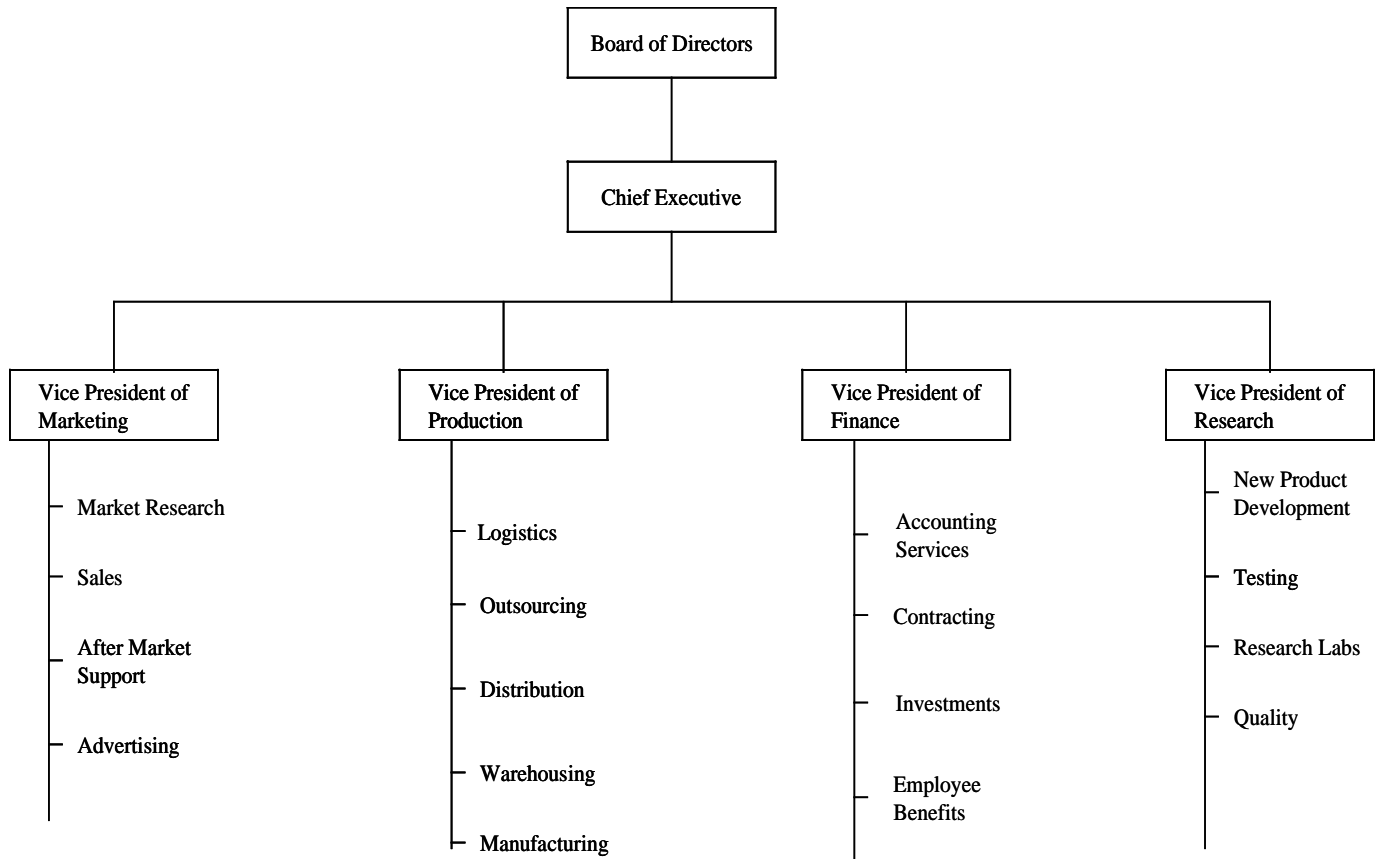 Board of Directors
Chief Executive
Vice President of
Marketing
Vice President of
Production
Vice President of
Finance
Vice President of
Research
Market Research
Sales
After Market
Support
Advertising
Logistics
Outsourcing
Distribution
Warehousing
Manufacturing
Accounting
Services
Contracting
Investments
Employee
Benefits
New Product
Development
Testing
Research Labs
Quality